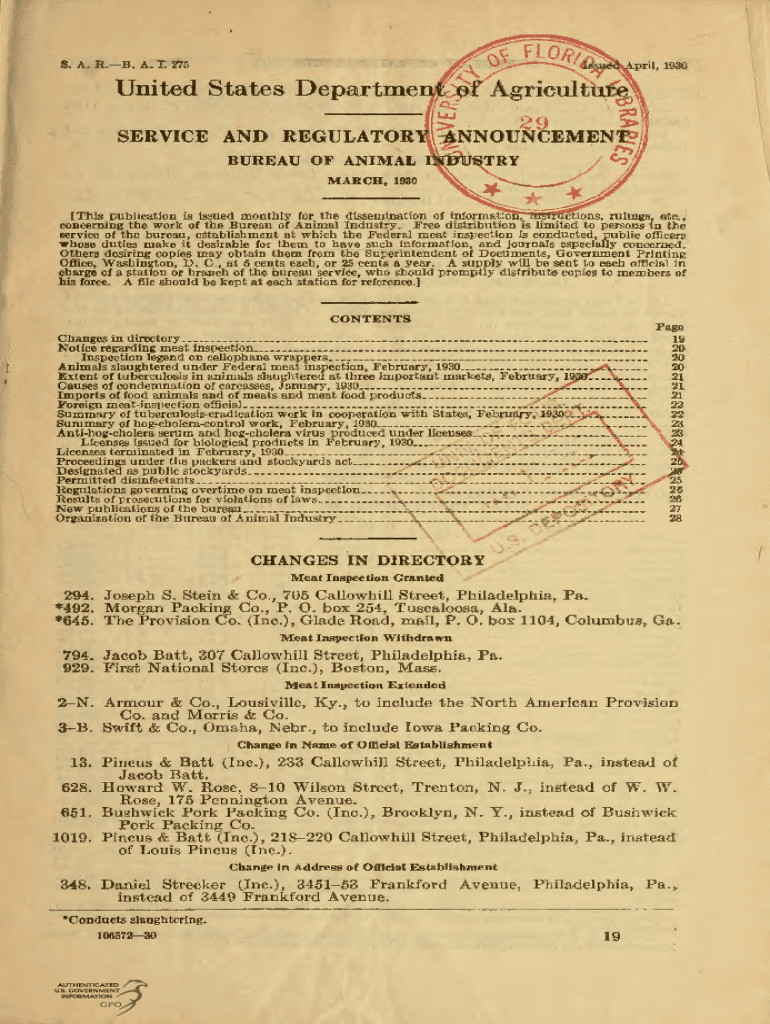 S. A. R.—B. A. I. 275
Issued April, 1930
United States Department of Agriculture
SERVICE AND REGULATORY ANNOUNCEMENT
BUREAU OF ANIMAL INDUSTRY
MARCH, 1930
UNIVERSITY OF FLORIDA LIBRARIES
29
[This publication is issued monthly for the dissemination of information, instructions, rulings, etc.,
concerning the work of the Bureau of Animal Industry. Free distribution is limited to persons in the
service of the bureau, establishment at which the Federal meat inspection is conducted, public officers
whose duties make it desirable for them to have such information, and journals especially concerned.
Others desiring copies may obtain them from the Superintendent of Documents, Government Printing
Office, Washington, D. C., at 5 cents each, or 25 cents a year. A supply will be sent to each official in
charge of a station or branch of the bureau service, who should promptly distribute copies to members of
his force. A file should be kept at each station for reference.]
CONTENTS
Page
Changes in directory 19
Notice regarding meat inspection 20
Inspection legend on cellophane wrappers 20
Animals slaughtered under Federal meat inspection, February, 1930 20
Extent of tuberculosis in animals slaughtered at three important markets, February, 1930 21
Causes of condemnation of carcasses, January, 1930 21
Imports of food animals and of meats and meat food products 21
Foreign meat-inspection official 22
Summary of tuberculosis-eradication work in cooperation with States, February, 1930 22
Summary of hog-cholera-control work, February, 1930 23
Anti-hog-cholera serum and hog-cholera virus produced under licenses 23
Licenses issued for biological products in February, 1930 24
Licenses terminated in February, 1930 24
Proceedings under the packers and stockyards act 25
Designated as public stockyards 25
Permitted disinfectants 25
Regulations governing overtime on meat inspection 26
Results of prosecutions for violations of laws 26
New publications of the bureau 27
Organization of the Bureau of Animal Industry 28
U.S. DEPOSITORY
CHANGES IN DIRECTORY
Meat Inspection Granted
294. Joseph S. Stein & Co., 705 Callowhill Street, Philadelphia, Pa.
*492. Morgan Packing Co., P. O. box 254, Tuscaloosa, Ala.
*645. The Provision Co. (Inc.), Glade Road, mail, P. O. box 1104, Columbus, Ga.
Meat Inspection Withdrawn
794. Jacob Batt, 307 Callowhill Street, Philadelphia, Pa.
929. First National Stores (Inc.), Boston, Mass.
Meat Inspection Extended
2–N. Armour & Co., Lousiville, Ky., to include the North American Provision
Co. and Morris & Co.
3–B. Swift & Co., Omaha, Nebr., to include Iowa Packing Co.
Change in Name of Official Establishment
13. Pincus & Batt (Inc.), 233 Callowhill Street, Philadelphia, Pa., instead of
Jacob Batt.
628. Howard W. Rose, 8–10 Wilson Street, Trenton, N. J., instead of W. W.
Rose, 175 Pennington Avenue.
651. Bushwick Pork Packing Co. (Inc.), Brooklyn, N. Y., instead of Bushwick
Pork Packing Co.
1019. Pincus & Batt (Inc.), 218–220 Callowhill Street, Philadelphia, Pa., instead
of Louis Pincus (Inc.).
Change in Address of Official Establishment
348. Daniel Strecker (Inc.), 3451–53 Frankford Avenue, Philadelphia, Pa.,
instead of 3449 Frankford Avenue.
*Conducts slaughtering.
106572—30
19
AUTHENTICATED
U.S. GOVERNMENT
INFORMATION
GPO